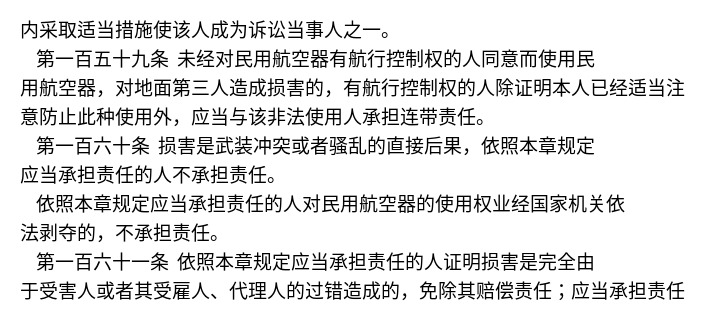 内采取适当措施使该人成为诉讼当事人之一。
第一百五十九条 未经对民用航空器有航行控制权的人同意而使用民
用航空器，对地面第三人造成损害的，有航行控制权的人除证明本人已经适当注
意防止此种使用外，应当与该非法使用人承担连带责任。
第一百六十条 损害是武装冲突或者骚乱的直接后果，依照本章规定
应当承担责任的人不承担责任。
依照本章规定应当承担责任的人对民用航空器的使用权业经国家机关依
法剥夺的，不承担责任。
第一百六十一条 依照本章规定应当承担责任的人证明损害是完全由
于受害人或者其受雇人、代理人的过错造成的，免除其赔偿责任；应当承担责任